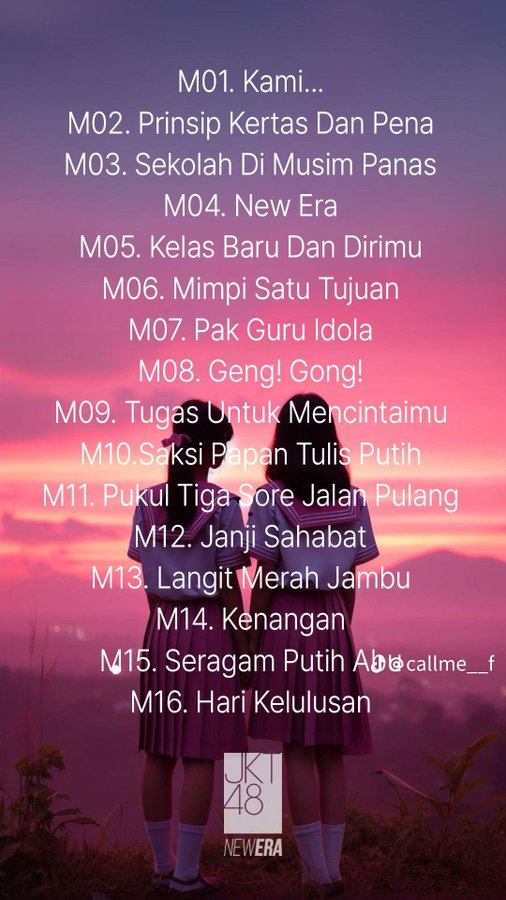 M01. Kami...
M02. Prinsip Kertas Dan Pena
M03. Sekolah Di Musim Panas
M04. New Era
M05. Kelas Baru Dan Dirimu
M06. Mimpi Satu Tujuan
M07. Pak Guru Idola
M08. Geng! Gong!
M09. Tugas Untuk Mencintaimu
M10.Saksi Papan Tulis Putih
M11. Pukul Tiga Sore Jalan Pulang
M12. Janji Sahabat
M13. Langit Merah Jambu
M14. Kenangan
M15. Seragam Putih Abu @callme__f
M16. Hari Kelulusan
JKT
48
NEWERA